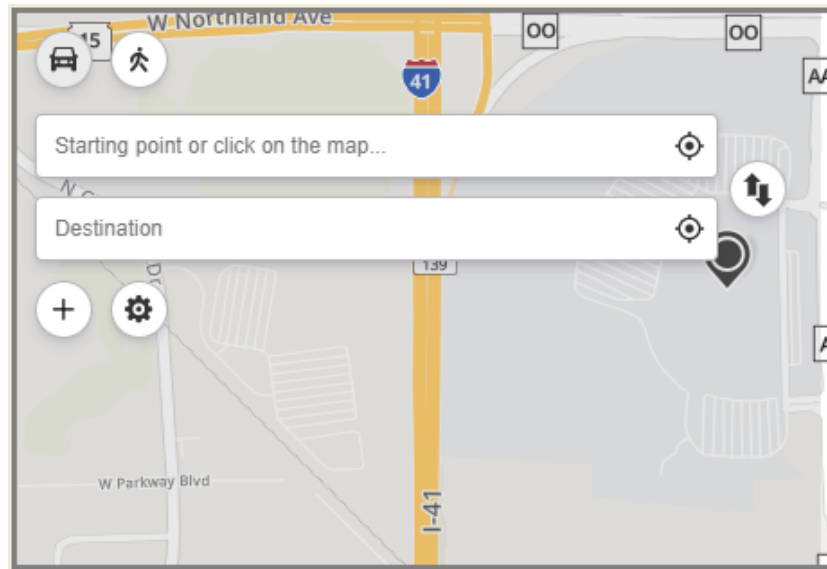 W Northland Ave
OO
OO
15
41
AA
Starting point or click on the map...
Destination
139
W Parkway Blvd
I-41